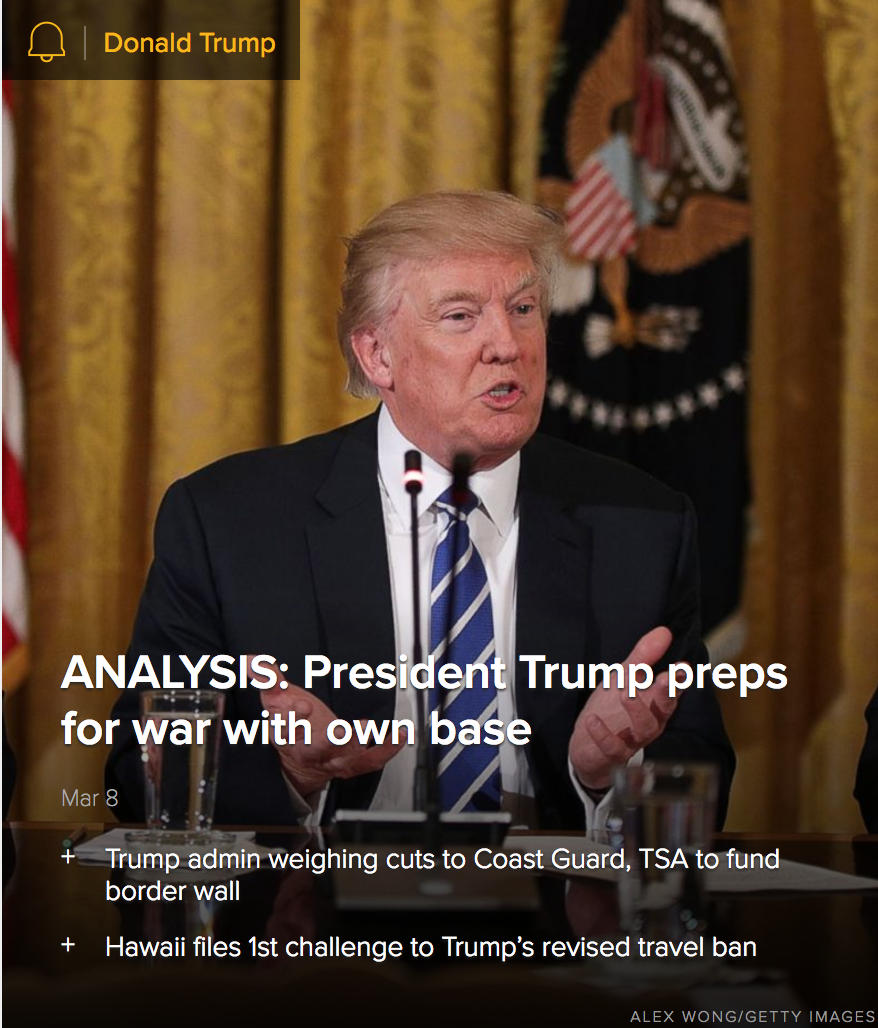 Donald Trump
ANALYSIS: President Trump preps
for war with own base
Mar 8
+ Trump admin weighing cuts to Coast Guard, TSA to fund
border wall
+ Hawaii files 1st challenge to Trump's revised travel ban
ALEX WONG/GETTY IMAGES